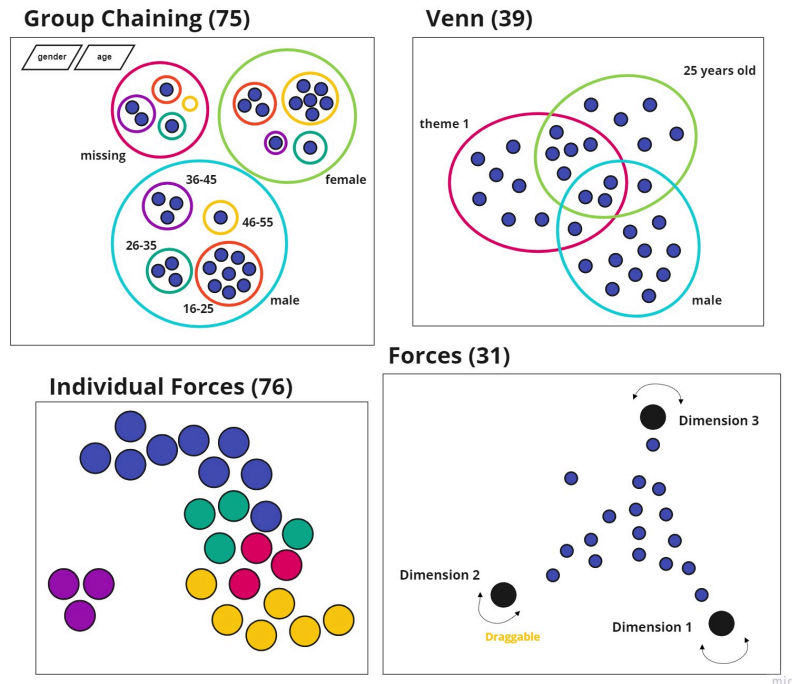 Group Chaining (75)
gender
age
missing
female
36-45
46-55
26-35
16-25
male
Venn (39)
25 years old
theme 1
male
Individual Forces (76)
Forces (31)
Dimension 3
Dimension 2
Draggable
Dimension 1